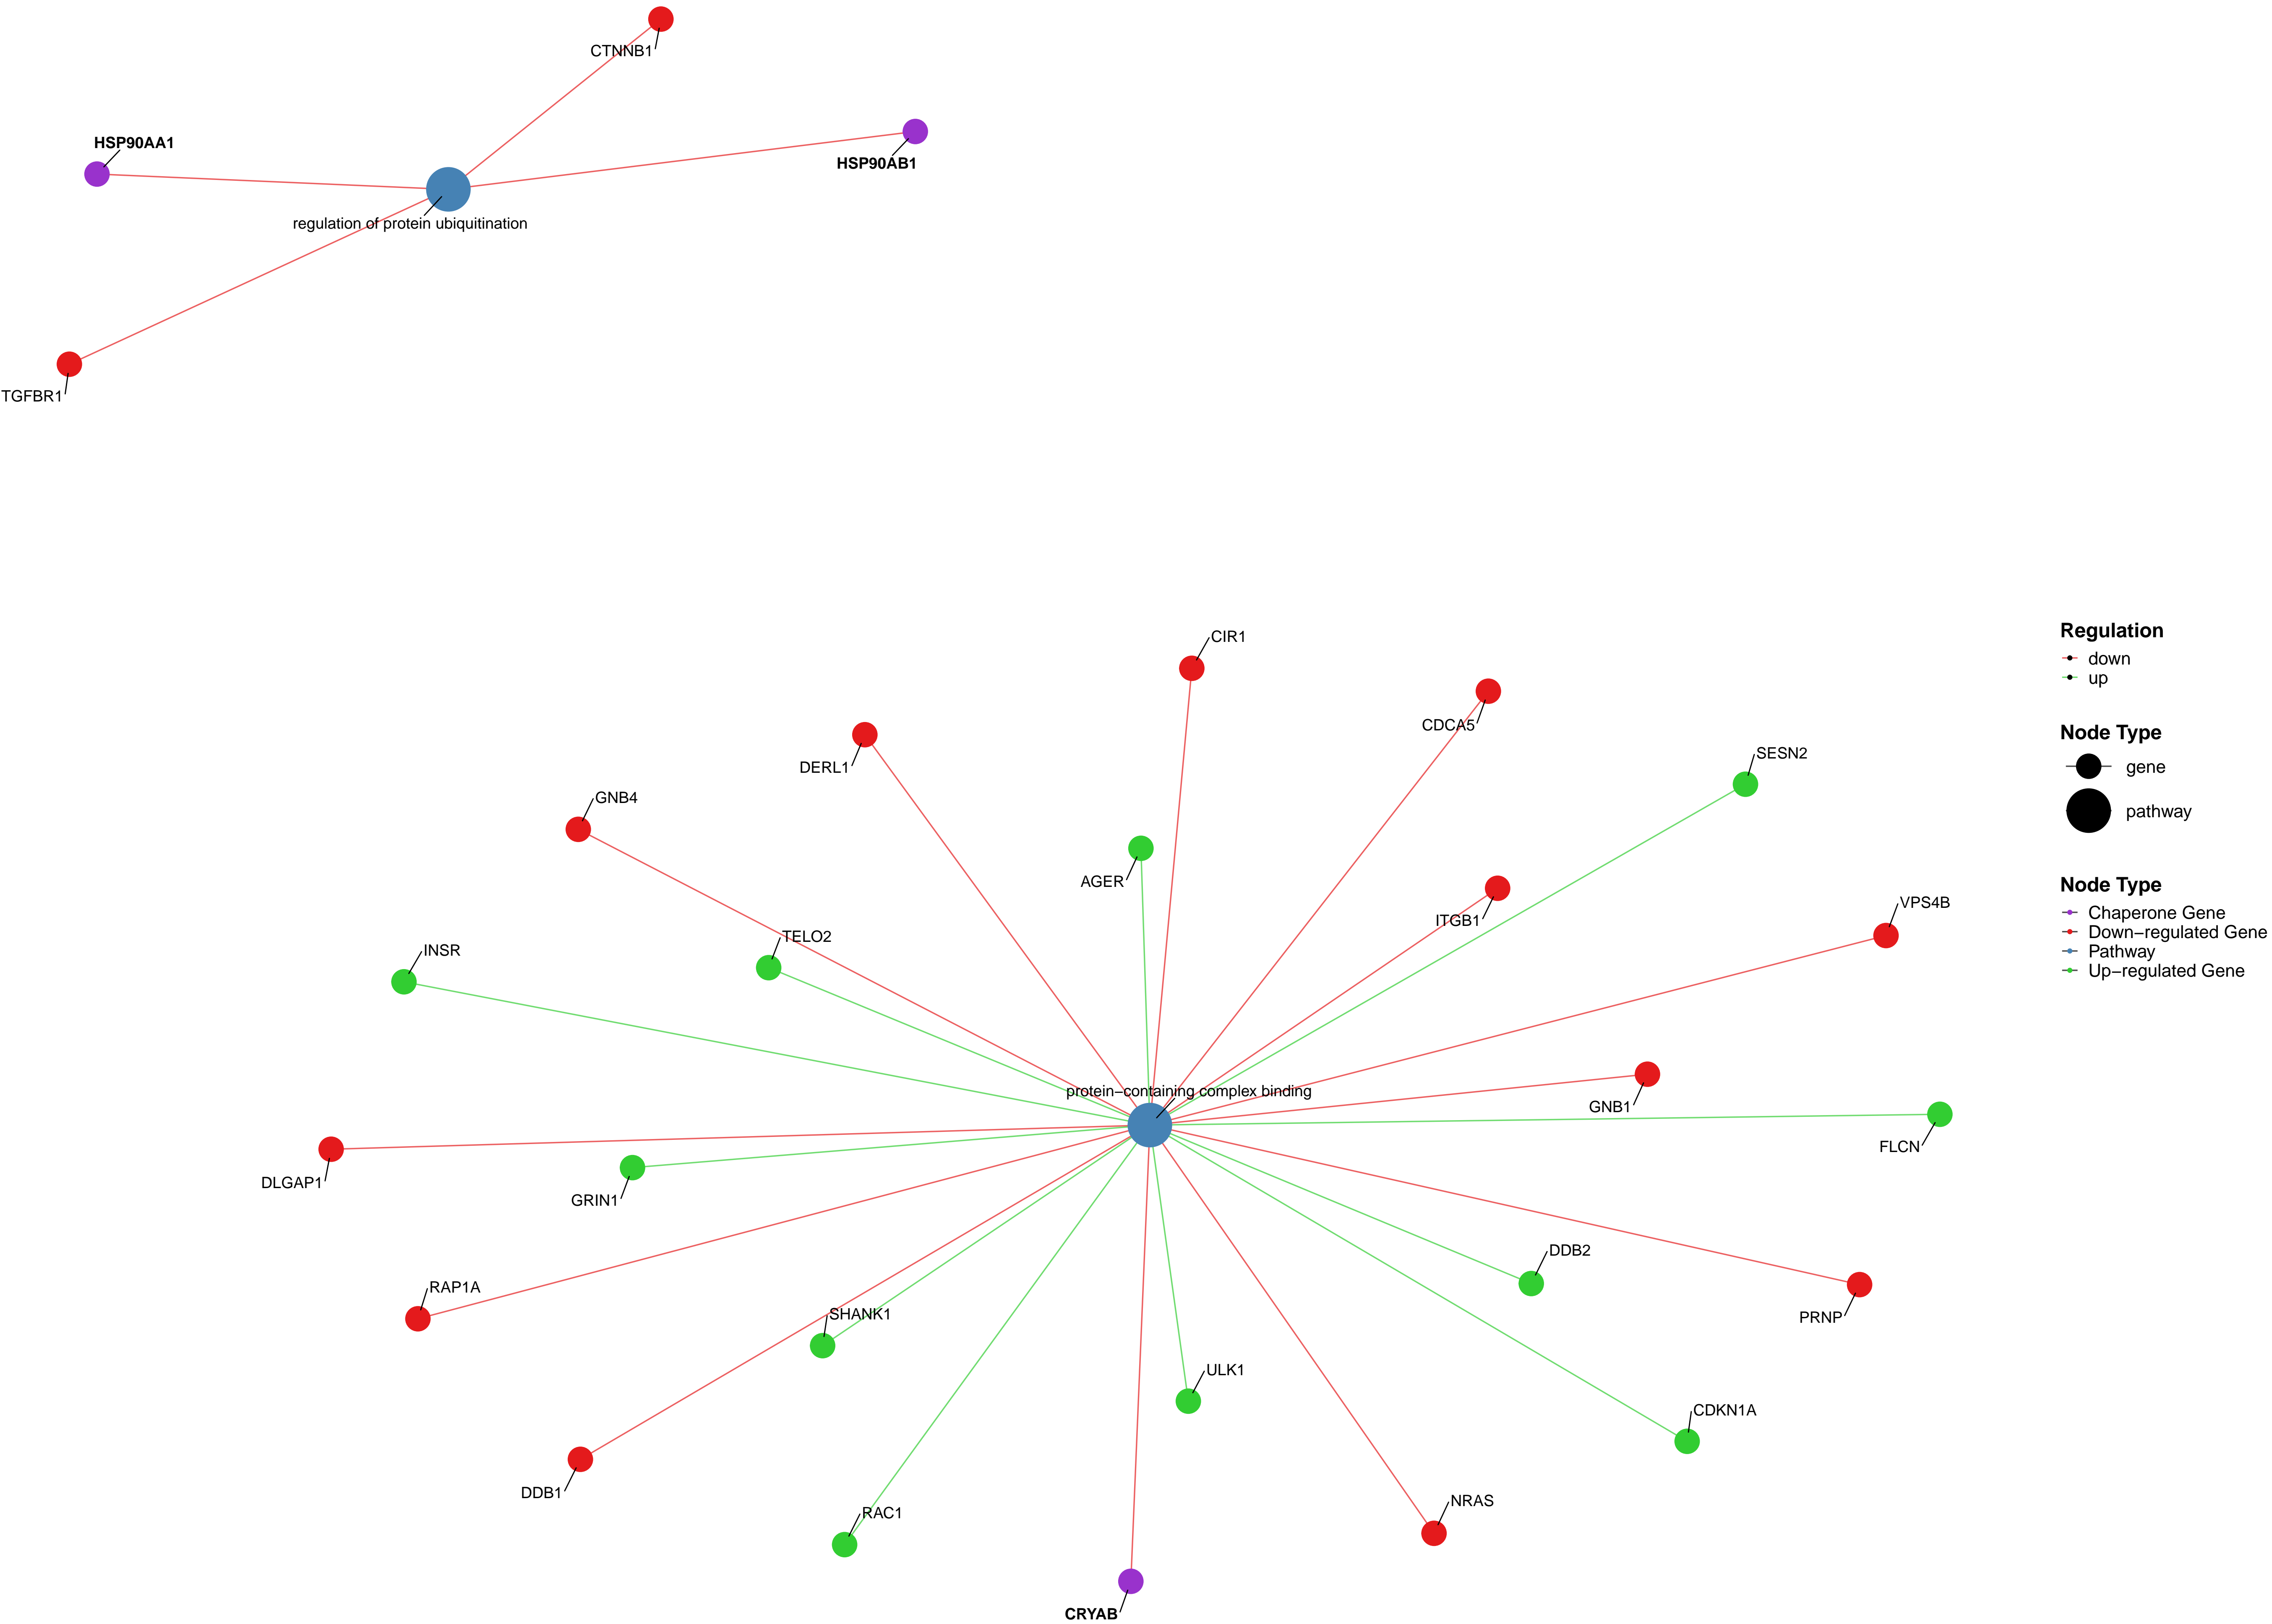 CTNNB1
HSP90AA1
HSP90AB1
regulation of protein ubiquitination
TGFBR1
CIR1
CDCA5
DERL1
SESN2
GNB4
AGER
ITGB1
VPS4B
TELO2
INSR
protein−containing complex binding
GNB1
FLCN
DLGAP1
GRIN1
DDB2
RAP1A
SHANK1
PRNP
ULK1
CDKN1A
DDB1
RAC1
NRAS
CRYAB
Regulation
down
up
Node Type
gene
pathway
Node Type
Chaperone Gene
Down−regulated Gene
Pathway
Up−regulated Gene